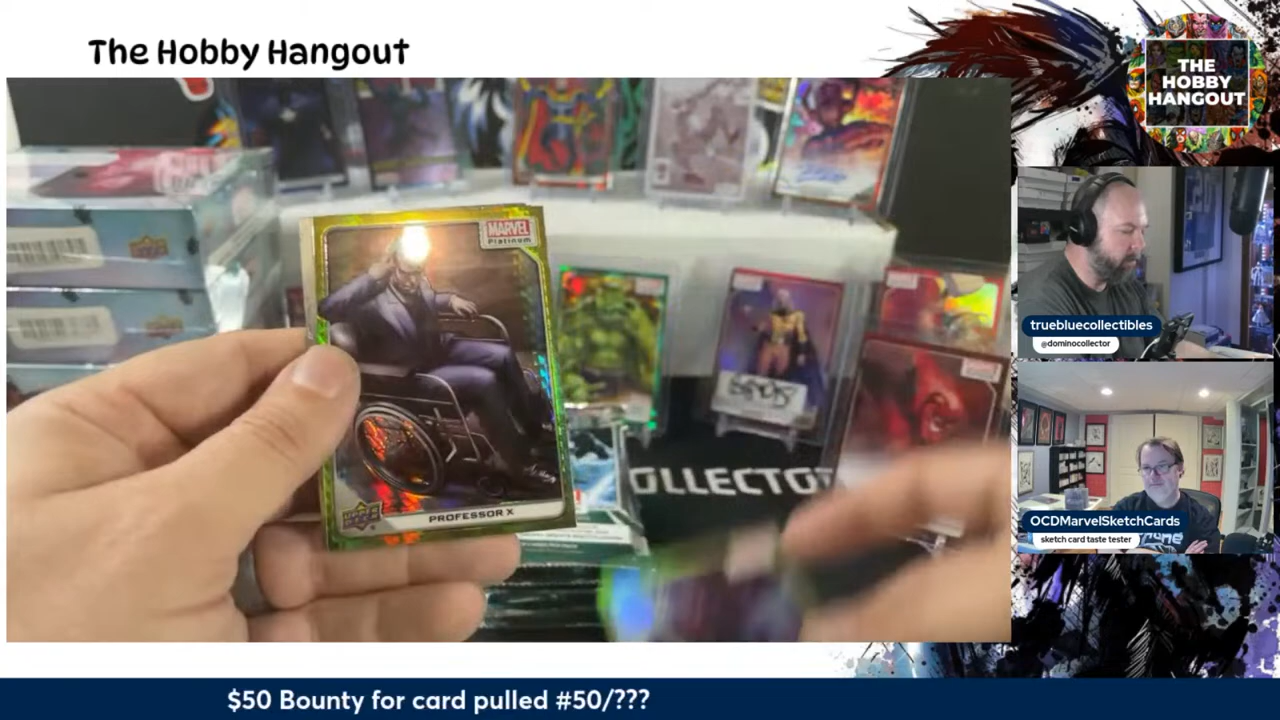 The Hobby Hangout
THE
HOBBY
HANGOUT
MARVEL
Platinum
PROFESSOR X
OLLECTO
truebluecollectibles
@dominocollector
OCDMarvelSketchCards
sketch card taste tester
$50 Bounty for card pulled #50/???